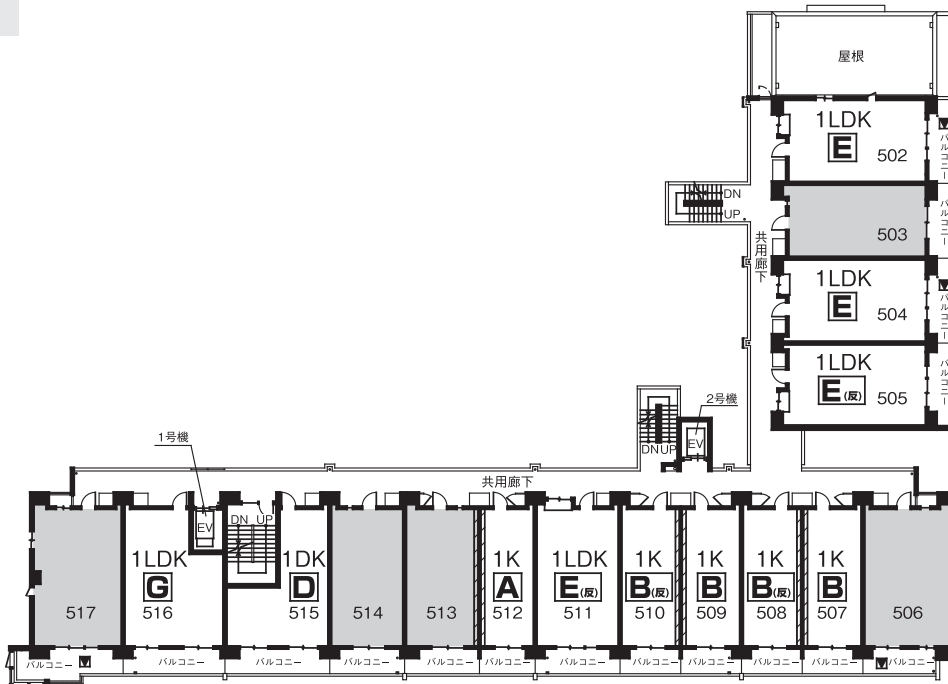 屋根
1LDK
E
502
バルコニー
DN
UP
503
バルコニー
共用廊下
1LDK
E
504
バルコニー
1LDK
E(反)
505
バルコニー
2号機
EV
DN UP
1号機
共用廊下
EV
DN UP
517
1LDK
G
516
1DK
D
515
514
513
1K
A
512
1LDK
E(反)
511
1K
B(反)
510
1K
B
509
1K
B(反)
508
1K
B
507
506
バルコニー
バルコニー
バルコニー
バルコニー
バルコニー
バルコニー
バルコニー
バルコニー
バルコニー
バルコニー
バルコニー
バルコニー